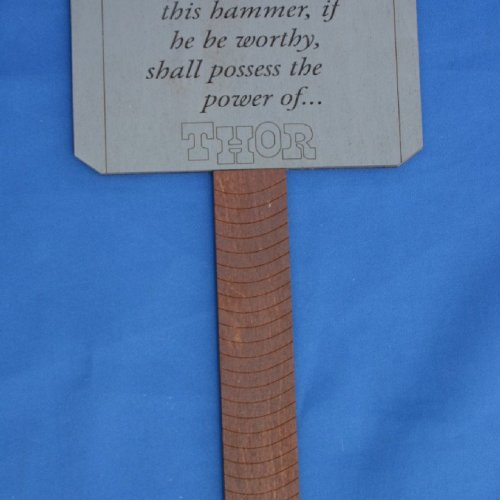 this hammer, if
he be worthy,
shall possess the
power of...
THOR